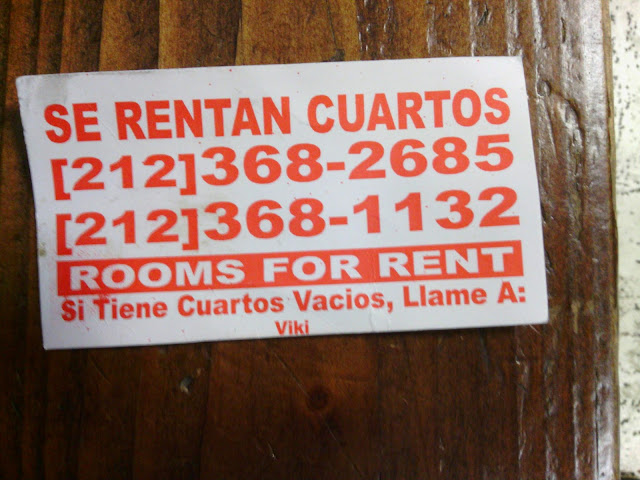 SE RENTAN CUARTOS
[212]368-2685
[212]368-1132
ROOMS FOR RENT
Si Tiene Cuartos Vacios, Llame A:
Viki